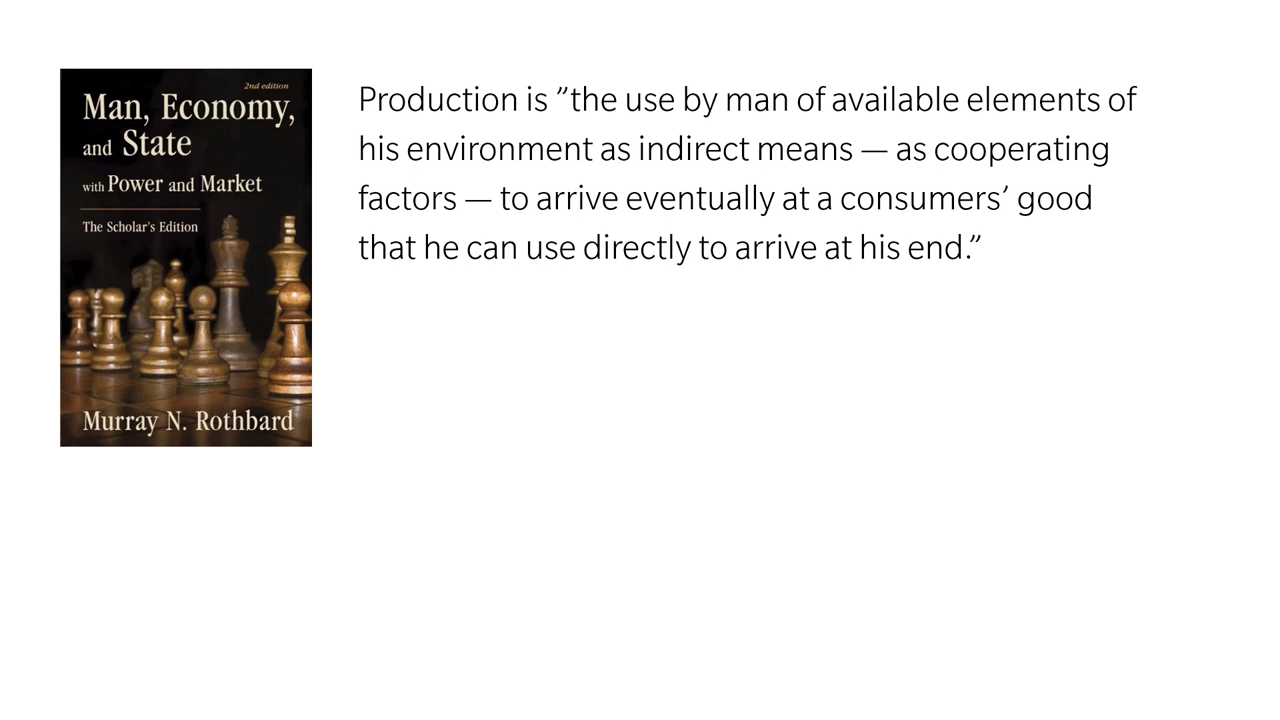 2nd edition
Man, Economy,
and State
with Power and Market
The Scholar's Edition
Murray N. Rothbard
Production is ”the use by man of available elements of
his environment as indirect means — as cooperating
factors — to arrive eventually at a consumers’ good
that he can use directly to arrive at his end.”